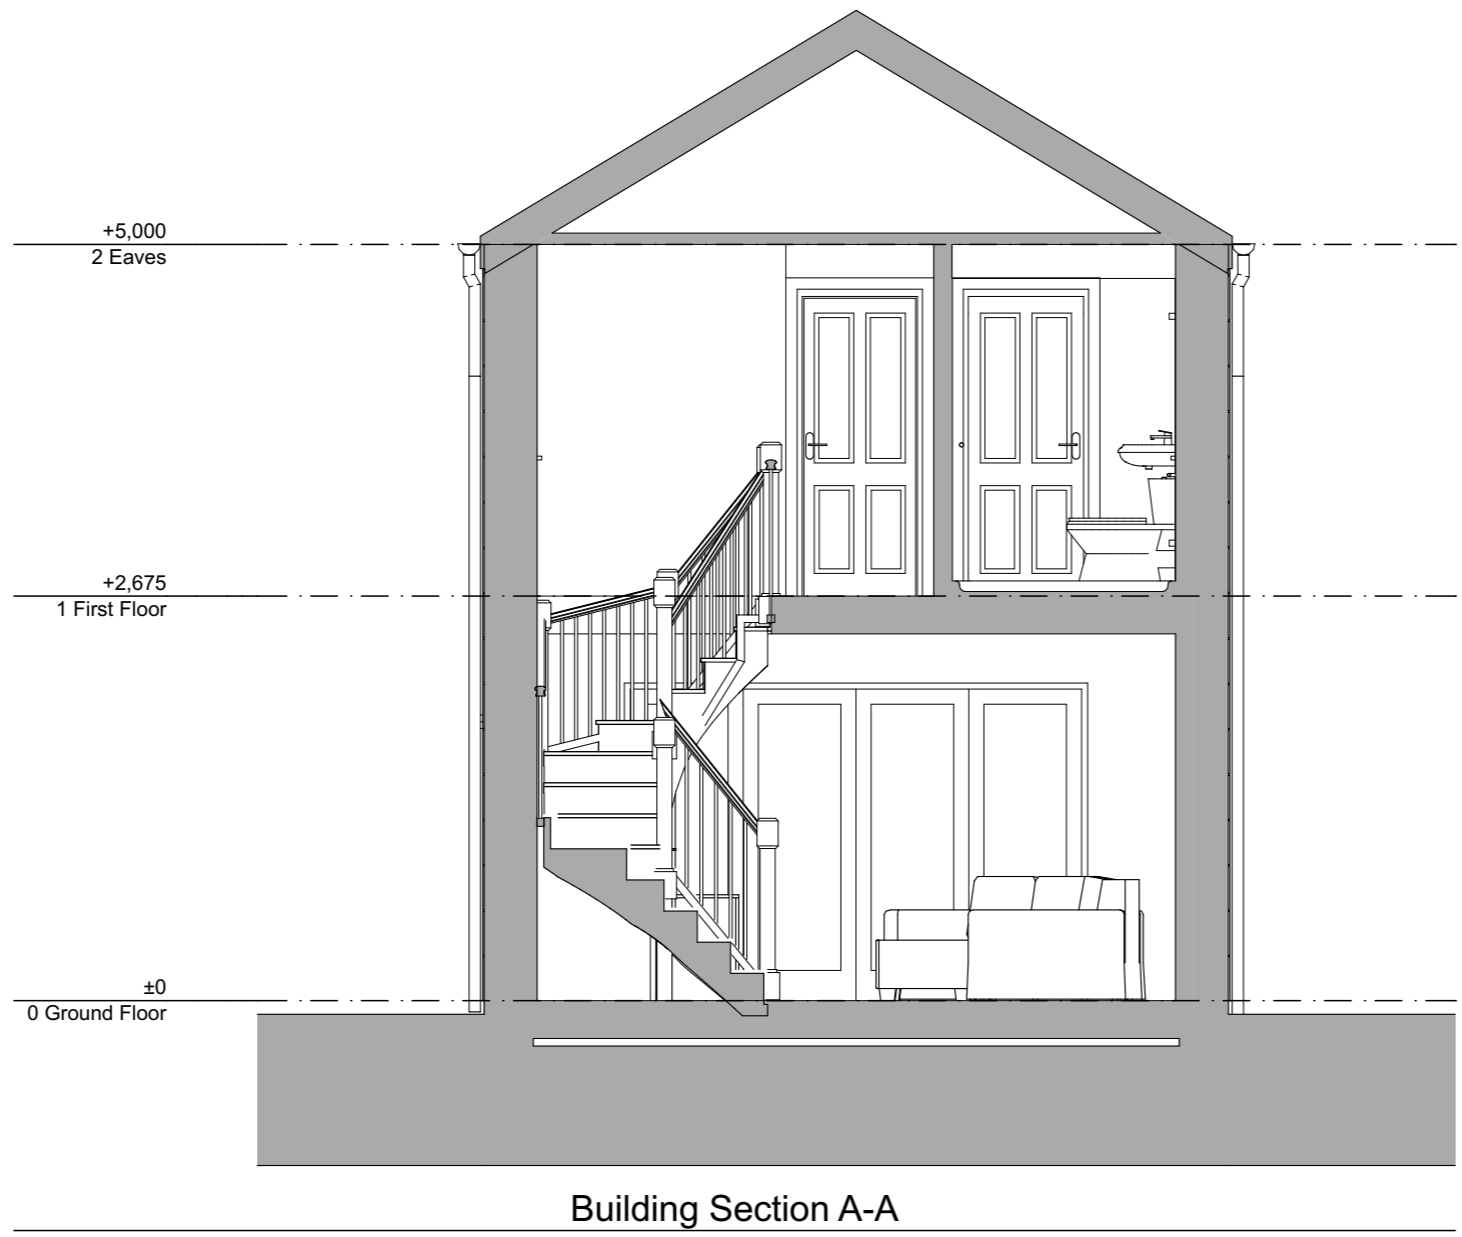 +5,000
2 Eaves
+2,675
1 First Floor
±0
0 Ground Floor
Building Section A-A